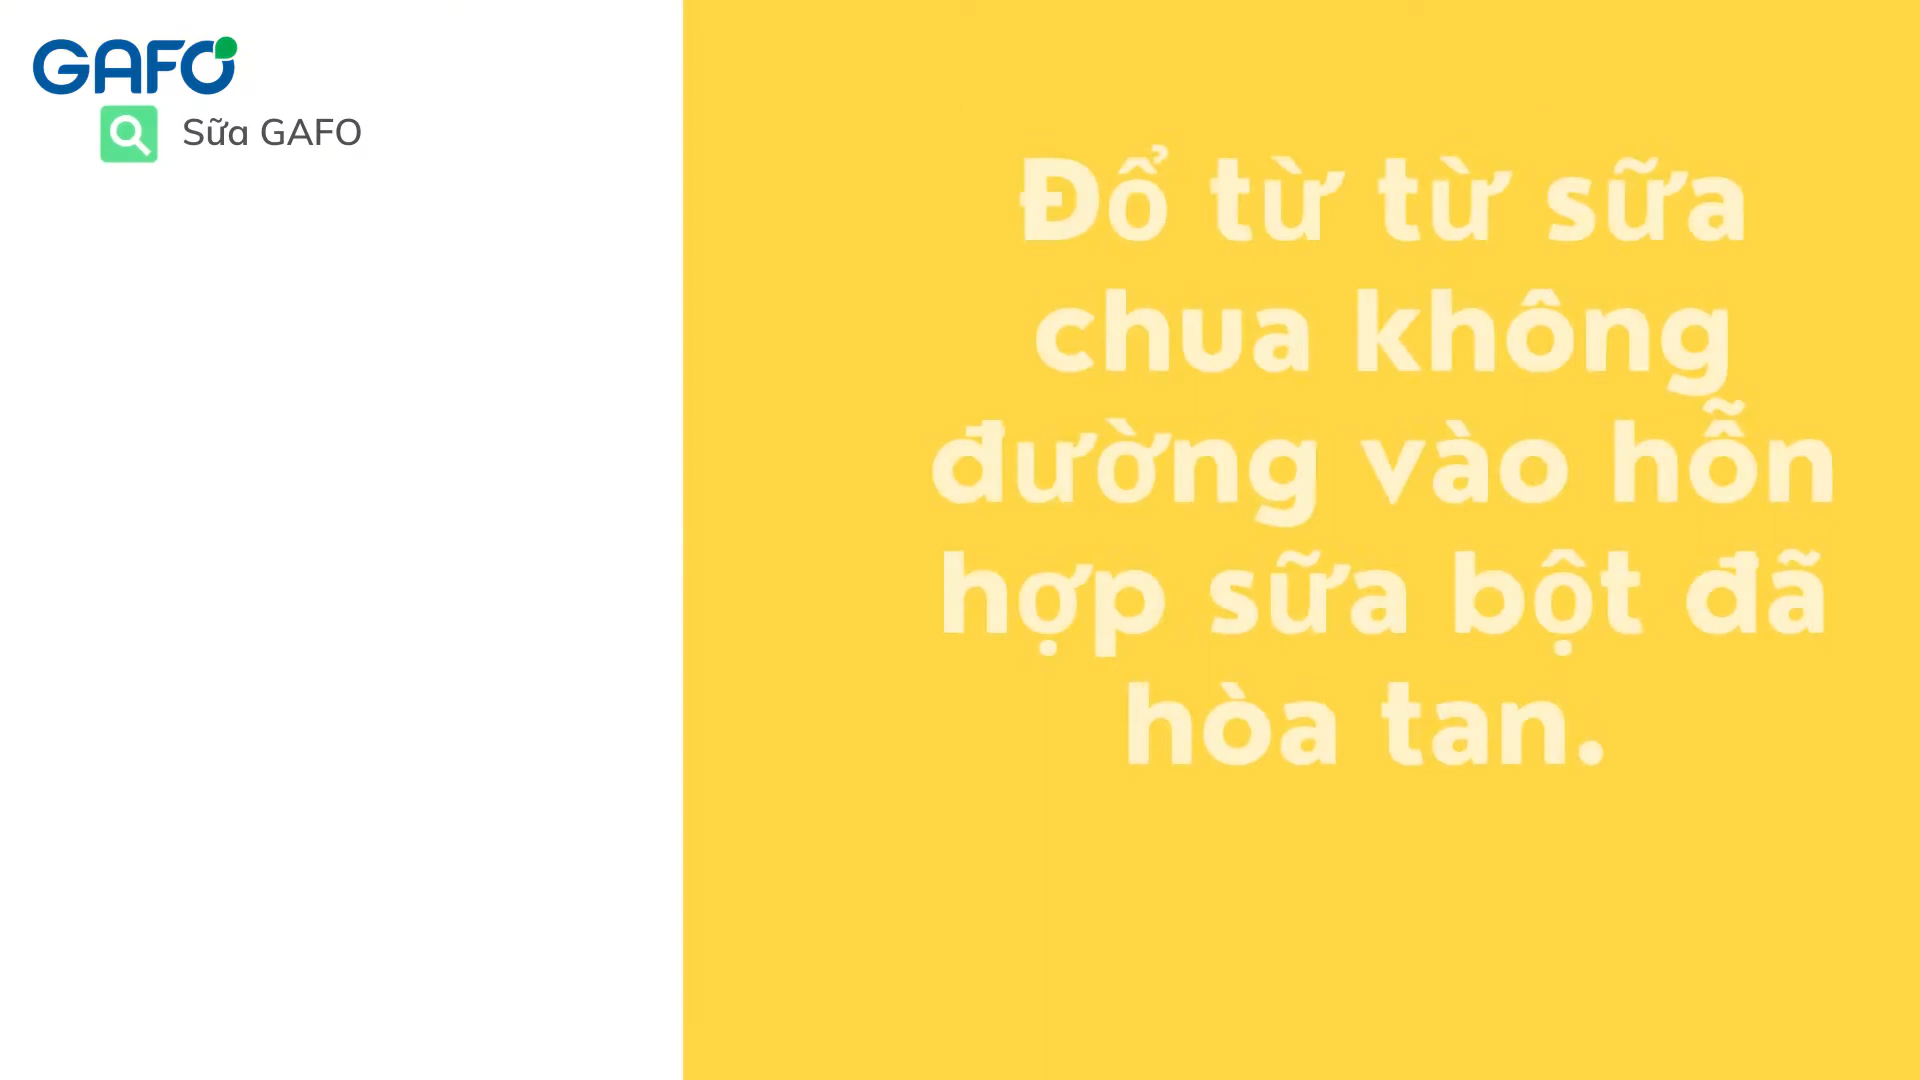 GAFO
Sữa GAFO
Đổ từ từ sữa
chua không
đường vào hỗn
hợp sữa bột đã
hòa tan.